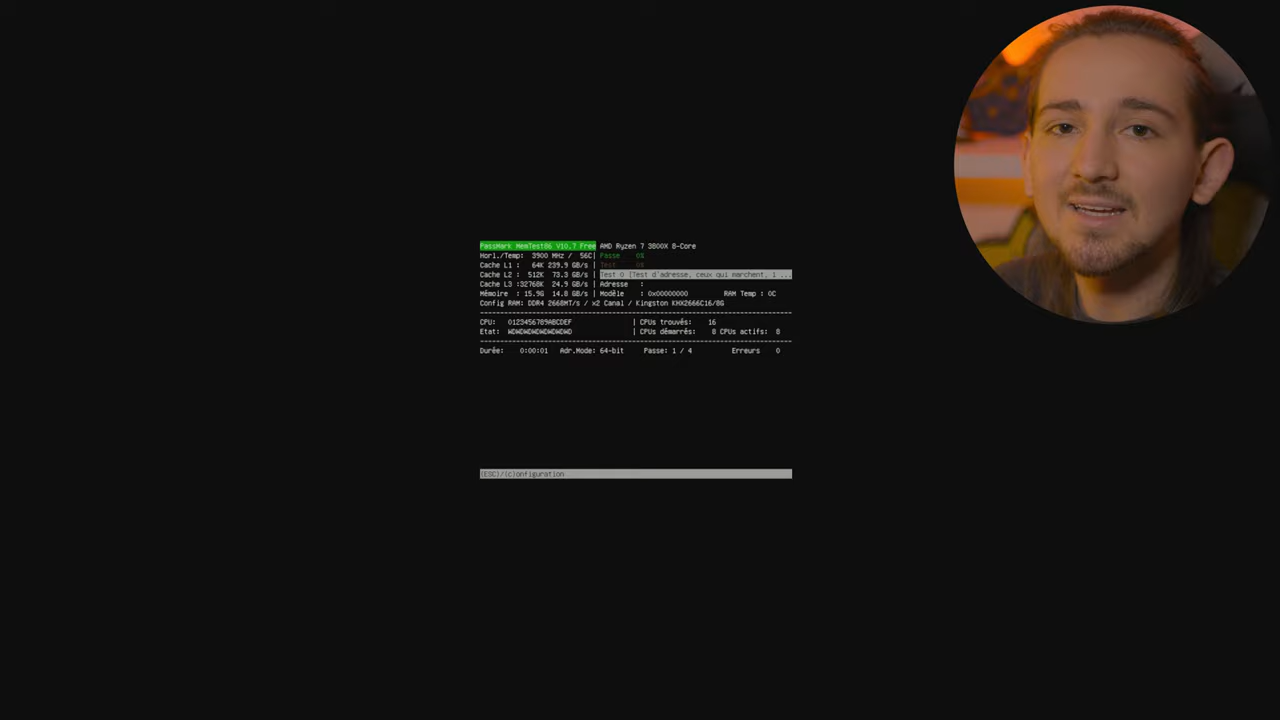 PassMark MemTest86 V10.7 Free AMD Ryzen 7 3800X 8-Core
Horl./Temp: 3900 MHz / 56C| Passe 0%
Cache L1 : 64K 239.9 GB/s | Test 0%
Cache L2 : 512K 73.3 GB/s | Test 0 [Test d'adresse, ceux qui marchent, 1 ...
Cache L3 :32768K 24.9 GB/s | Adresse :
Mémoire : 15.9G 14.8 GB/s | Modèle : 0x00000000 RAM Temp : 0C
Config RAM: DDR4 2668MT/s / x2 Canal / Kingston KHX2666C16/8G
CPU: 0123456789ABCDEF | CPUs trouvés: 16
Etat: WDWDWDWDWDWDWDWD | CPUs démarrés: 8 CPUs actifs: 8
Durée: 0:00:01 Adr.Mode: 64-bit Passe: 1 / 4 Erreurs 0
(ESC)/(c)onfiguration